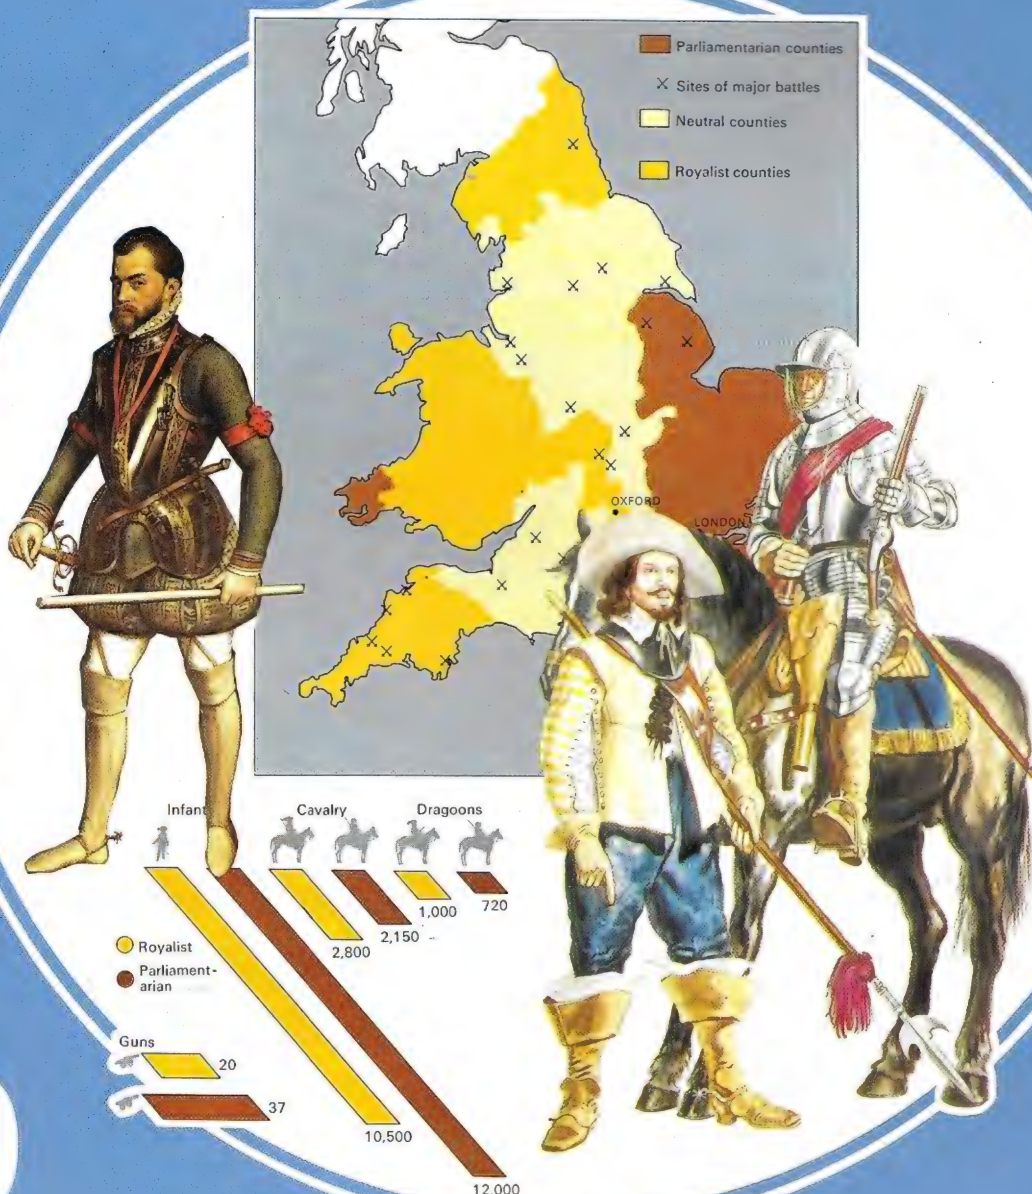 Parliamentarian counties
Sites of major battles
Neutral counties
Royalist counties
OXFORD
LONDON
Infant
Cavalry
Dragoons
1,000
720
2,150
2,800
Royalist
Parliament-
arian
Guns
20
37
10,500
12,000